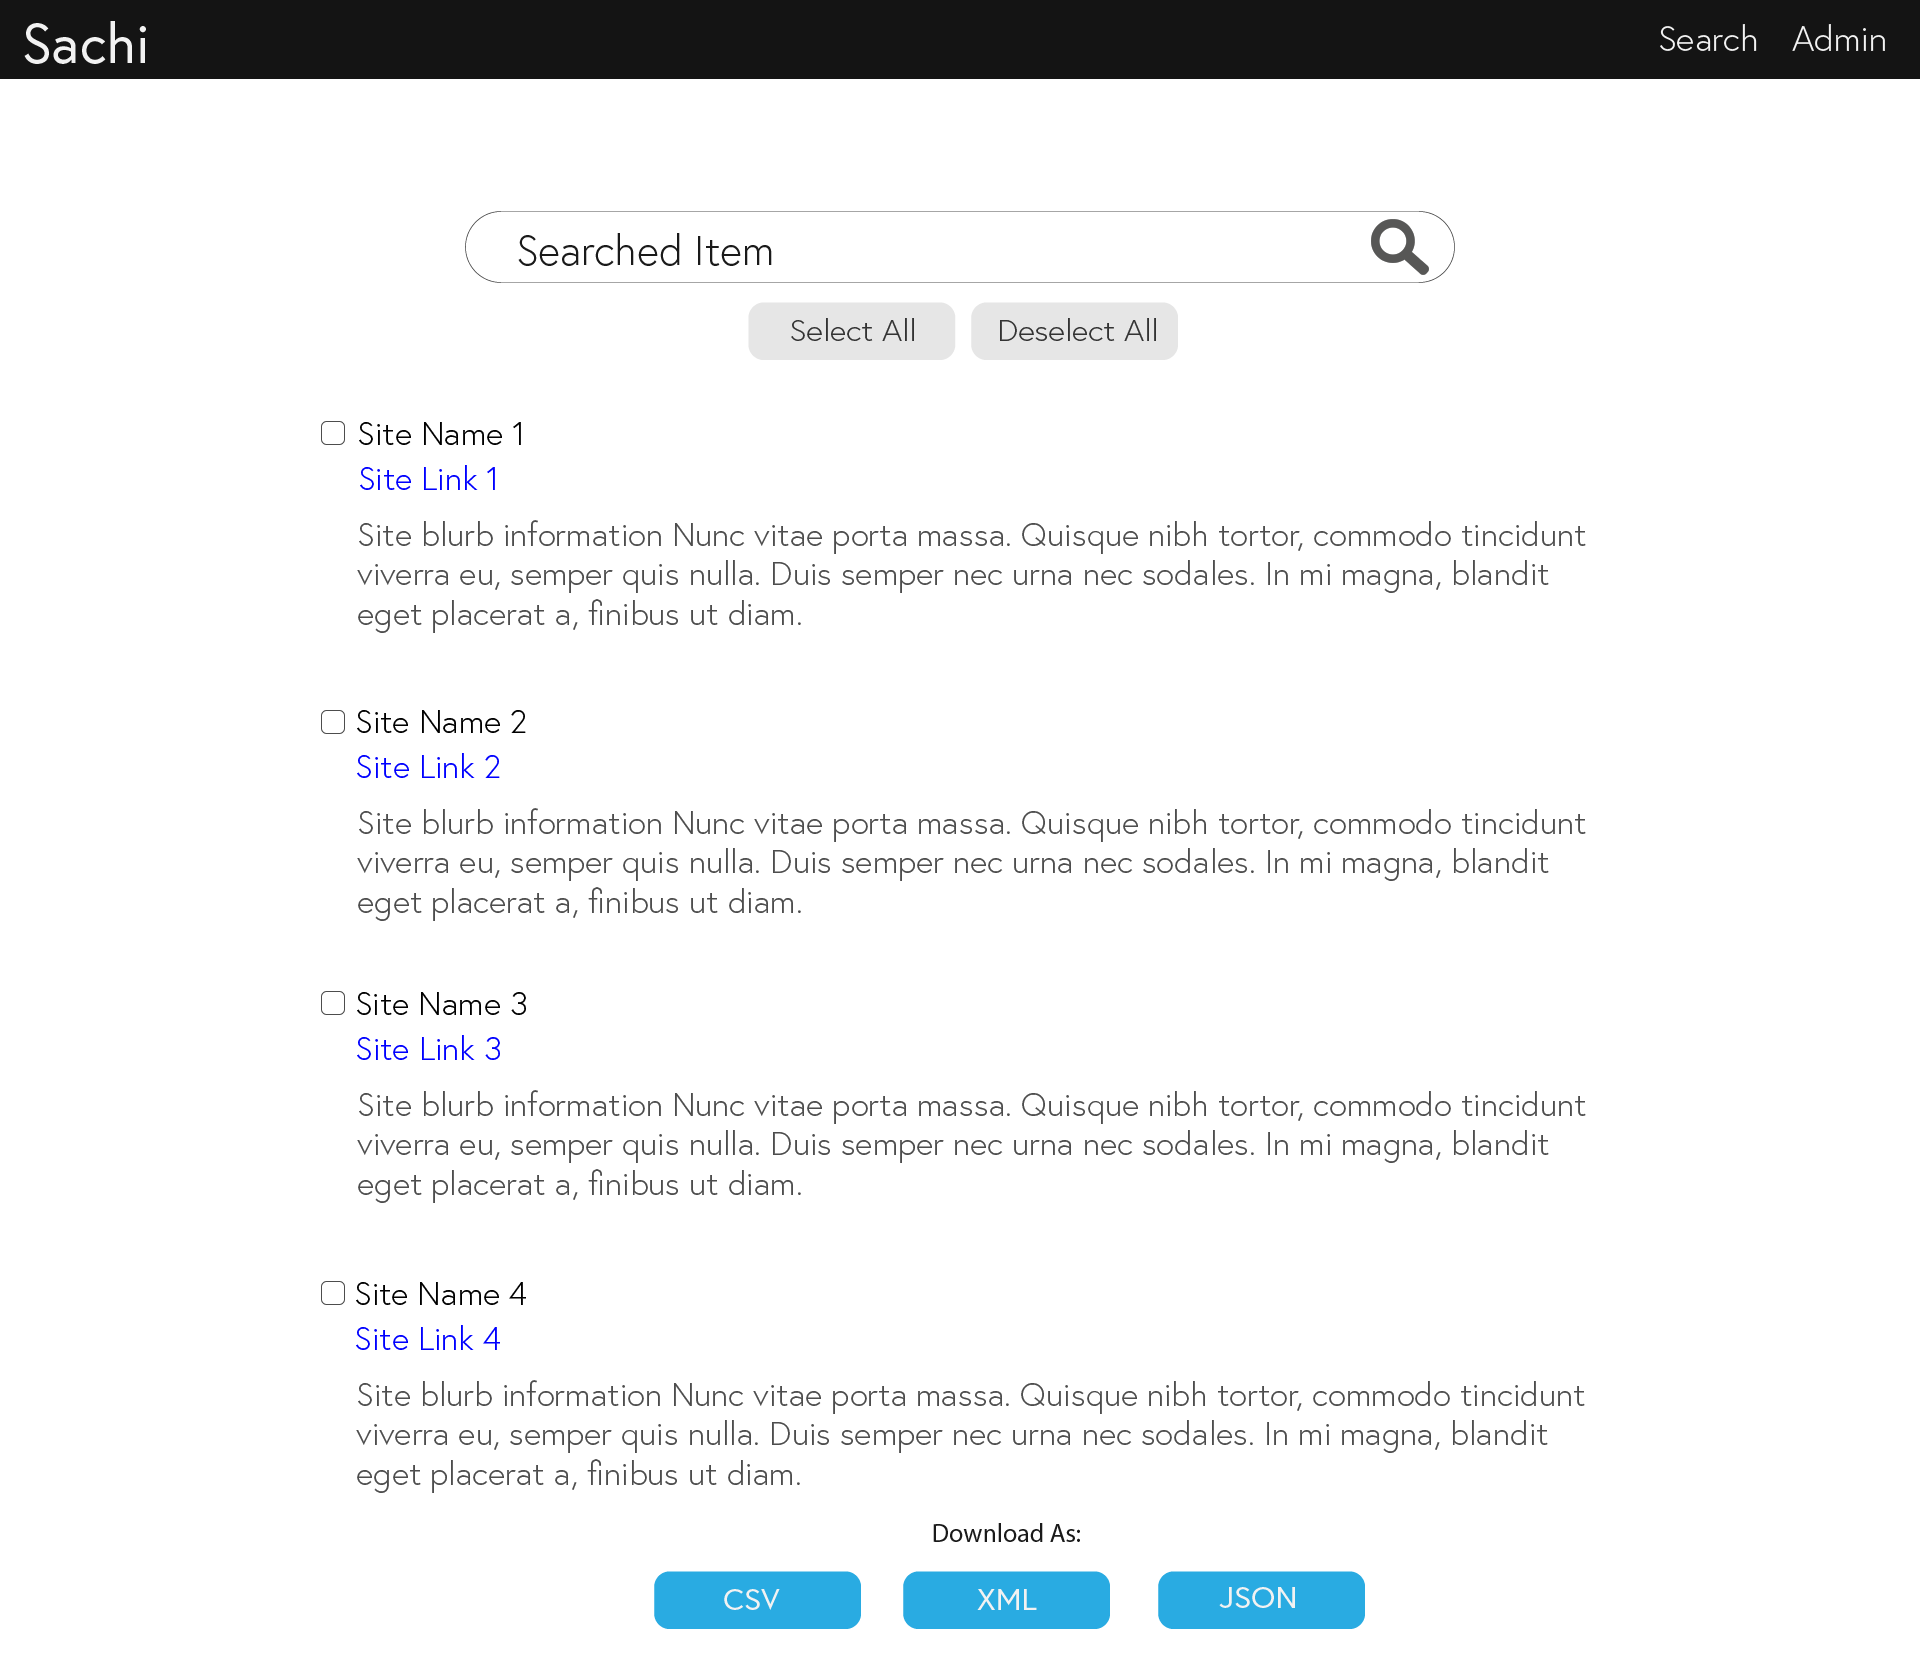 Sachi
Search Admin
Searched Item
Select All Deselect All
Site Name 1
Site Link 1
Site blurb information Nunc vitae porta massa. Quisque nibh tortor, commodo tincidunt
viverra eu, semper quis nulla. Duis semper nec urna nec sodales. In mi magna, blandit
eget placerat a, finibus ut diam.
Site Name 2
Site Link 2
Site blurb information Nunc vitae porta massa. Quisque nibh tortor, commodo tincidunt
viverra eu, semper quis nulla. Duis semper nec urna nec sodales. In mi magna, blandit
eget placerat a, finibus ut diam.
Site Name 3
Site Link 3
Site blurb information Nunc vitae porta massa. Quisque nibh tortor, commodo tincidunt
viverra eu, semper quis nulla. Duis semper nec urna nec sodales. In mi magna, blandit
eget placerat a, finibus ut diam.
Site Name 4
Site Link 4
Site blurb information Nunc vitae porta massa. Quisque nibh tortor, commodo tincidunt
viverra eu, semper quis nulla. Duis semper nec urna nec sodales. In mi magna, blandit
eget placerat a, finibus ut diam.
Download As:
CSV XML JSON